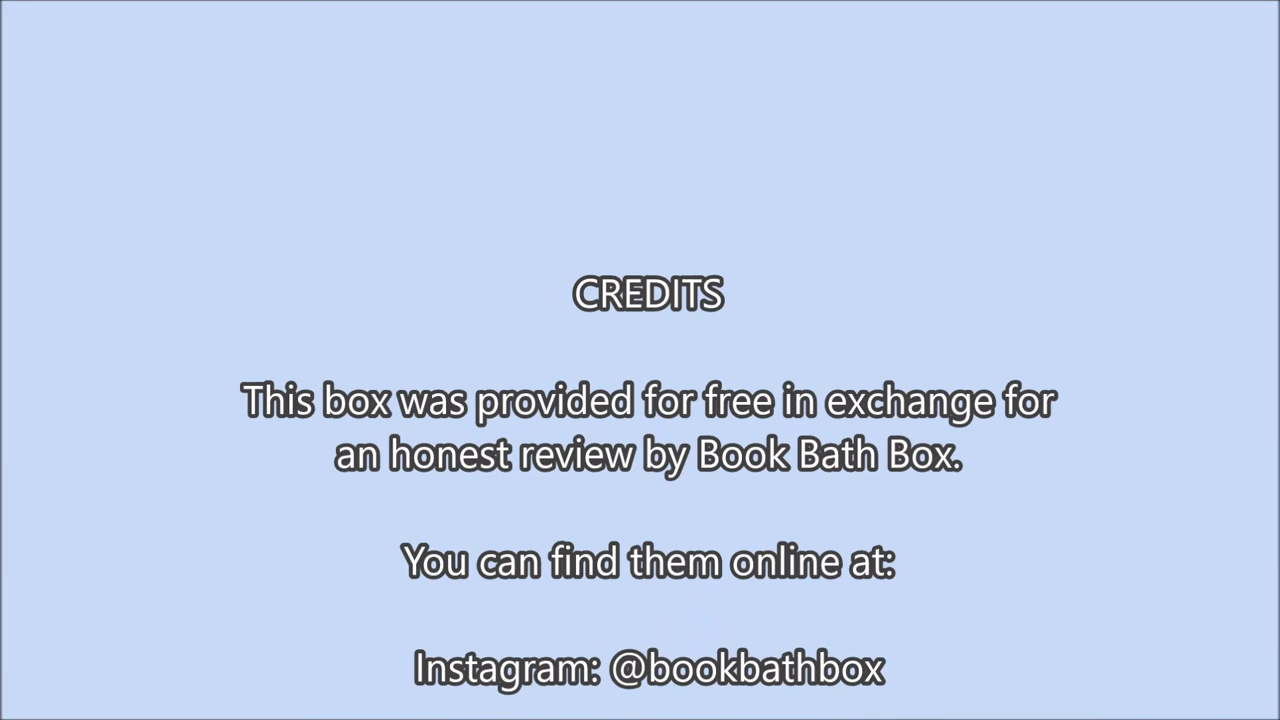 CREDITS
This box was provided for free in exchange for
an honest review by Book Bath Box.
You can find them online at:
Instagram: @bookbathbox